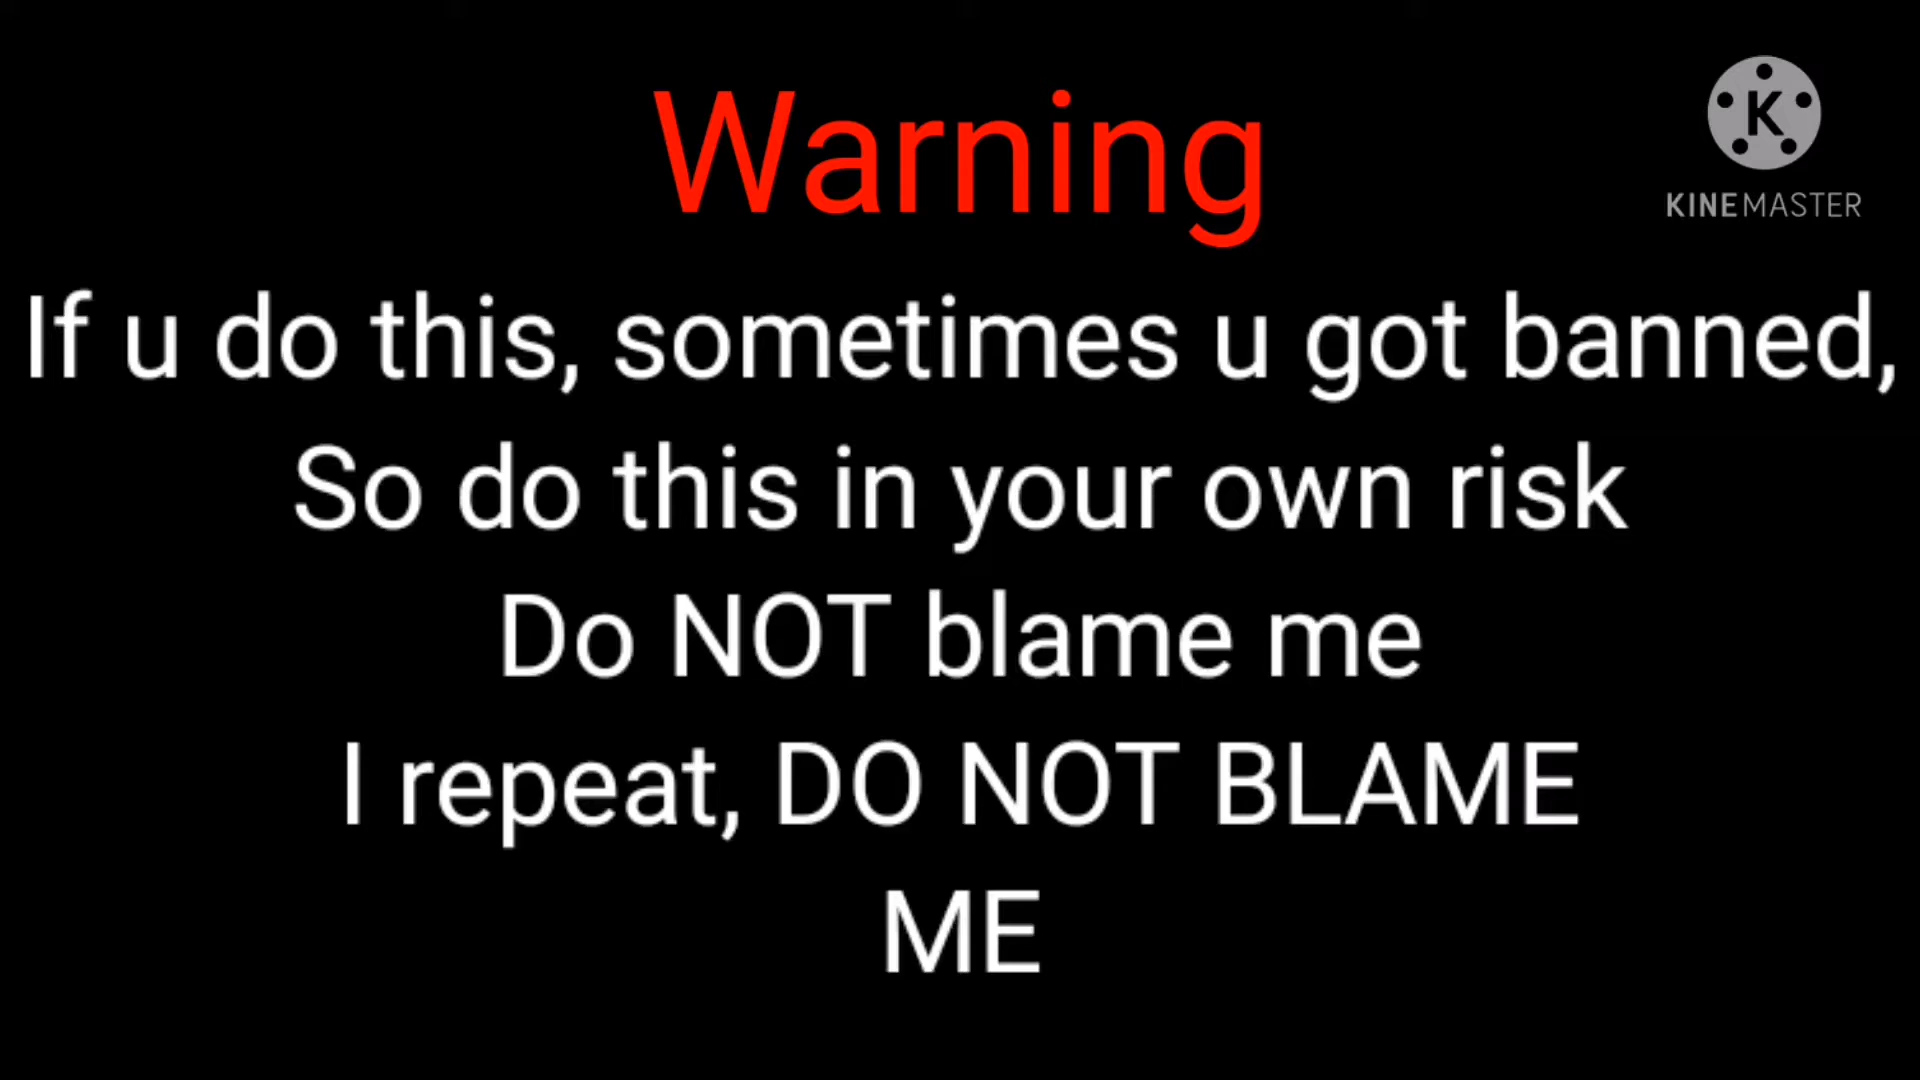 Warning
K
KINEMASTER
If u do this, sometimes u got banned,
So do this in your own risk
Do NOT blame me
I repeat, DO NOT BLAME
ME